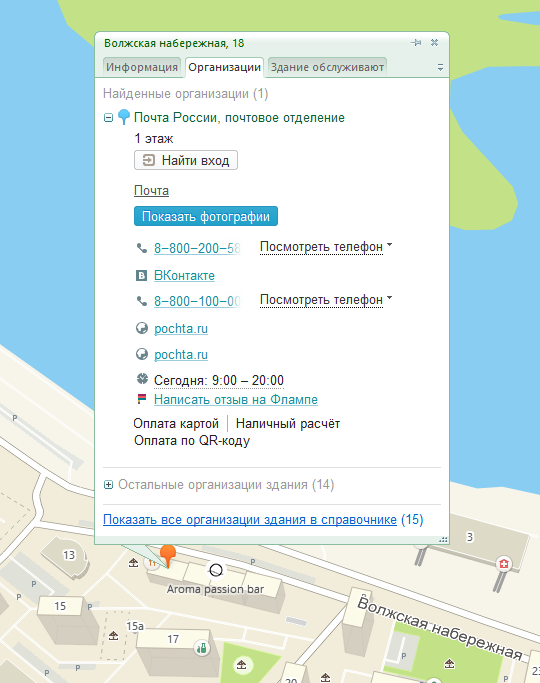 Волжская набережная, 18
Информация
Организации
Здание обслуживают
Найденные организации (1)
Почта России, почтовое отделение
1 этаж
Найти вход
Почта
Показать фотографии
8–800–200–58
Посмотреть телефон
ВКонтакте
8–800–100–00
Посмотреть телефон
pochta.ru
pochta.ru
Сегодня: 9:00 – 20:00
Написать отзыв на Флампе
Оплата картой
Наличный расчёт
Оплата по QR-коду
Остальные организации здания (14)
Показать все организации здания в справочнике (15)
P
P
P
P
P
P
3
13
11
Aroma passion bar
15
15а
17
Волжская набережная
20
23